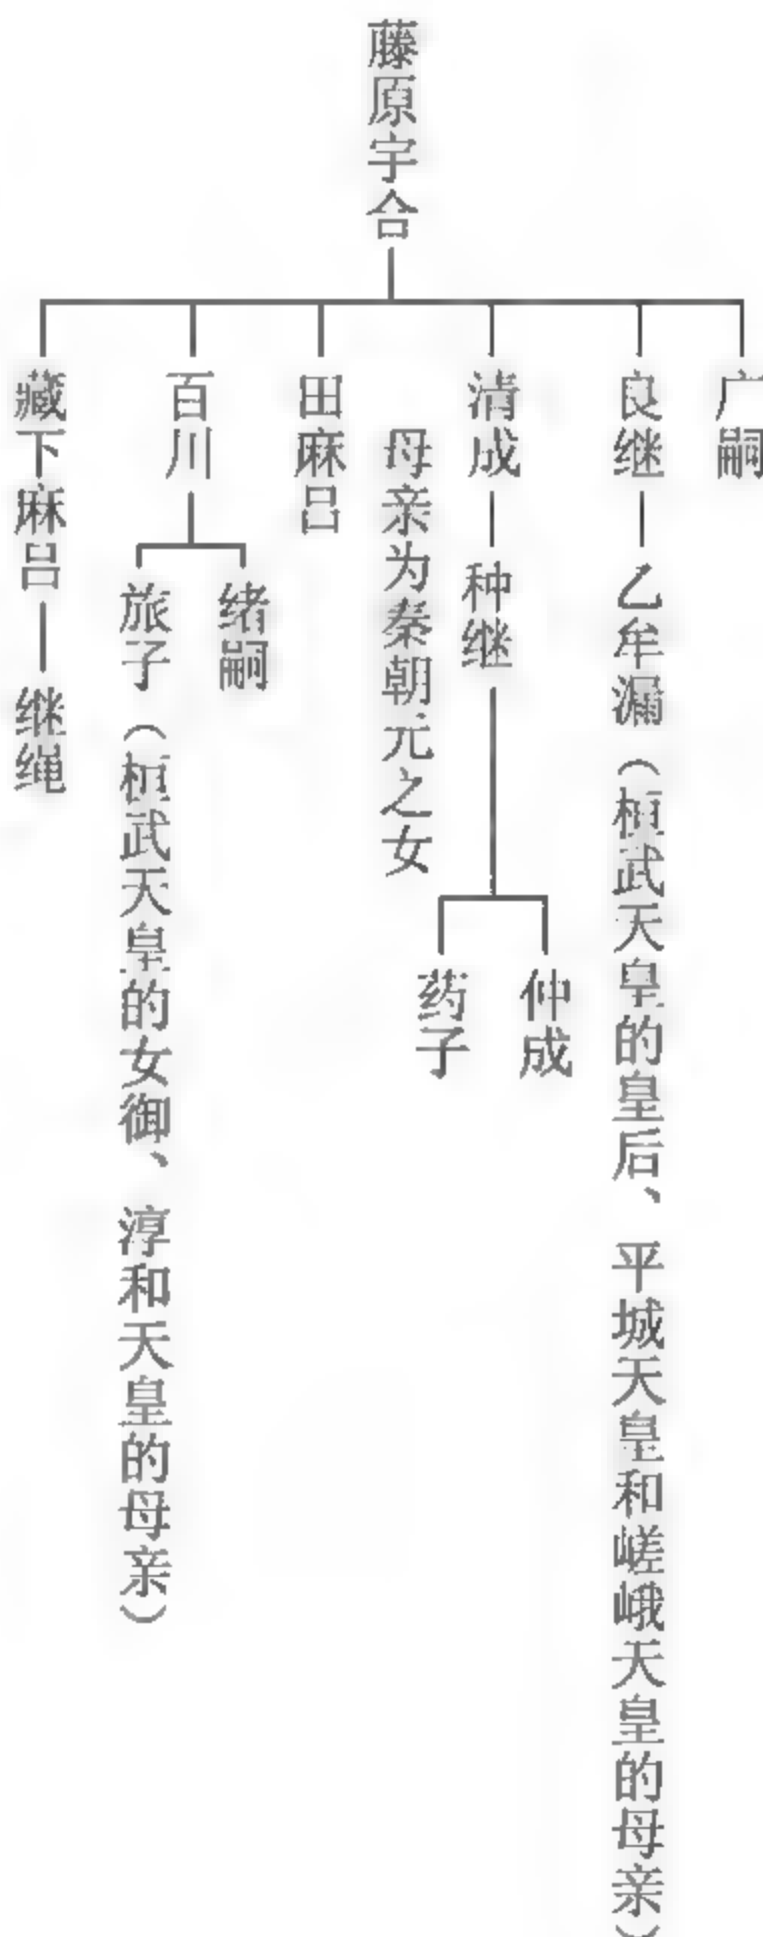 藤原宇合
广嗣
良继
乙牟漏（桓武天皇的皇后、平城天皇和嵯峨天皇的母亲）
清成
种继
仲成
药子
母亲为秦朝元之女
田麻吕
百川
绪嗣
旅子（桓武天皇的女御、淳和天皇的母亲）
藏下麻吕
继绳